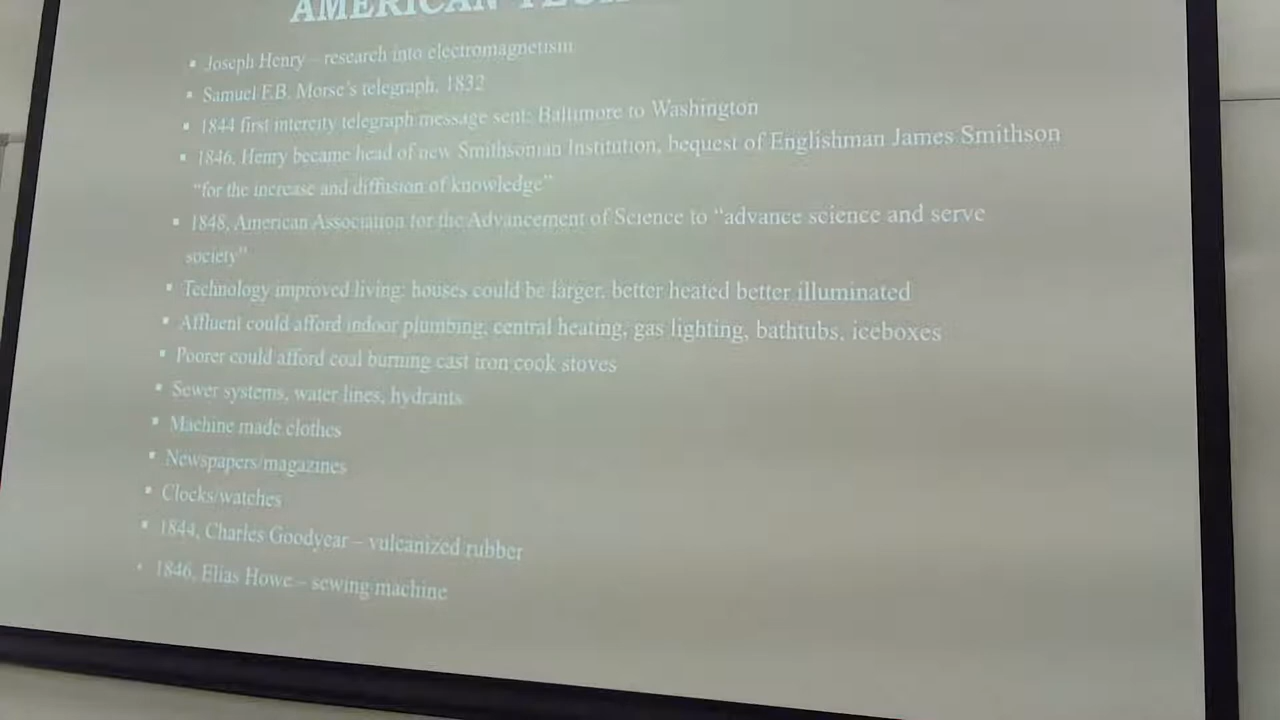 AMERICAN
▪ Joseph Henry – research into electromagnetism
▪ Samuel F.B. Morse's telegraph, 1832
▪ 1844 first intercity telegraph message sent: Baltimore to Washington
▪ 1846, Henry became head of new Smithsonian Institution, bequest of Englishman James Smithson
“for the increase and diffusion of knowledge”
▪ 1848, American Association for the Advancement of Science to “advance science and serve
society”
▪ Technology improved living: houses could be larger, better heated better illuminated
▪ Affluent could afford indoor plumbing, central heating, gas lighting, bathtubs, iceboxes
▪ Poorer could afford coal burning cast iron cook stoves
▪ Sewer systems, water lines, hydrants
▪ Machine made clothes
▪ Newspapers/magazines
▪ Clocks/watches
▪ 1844, Charles Goodyear – vulcanized rubber
▪ 1846, Elias Howe – sewing machine